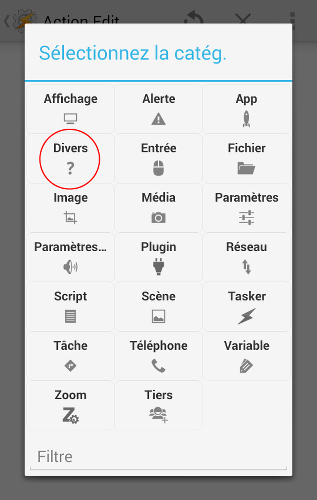 Action Edit
Sélectionnez la catég.
Affichage Alerte App
Divers Entrée Fichier
Image Média Paramètres
Paramètres... Plugin Réseau
Script Scène Tasker
Tâche Téléphone Variable
Zoom Tiers
Filtre